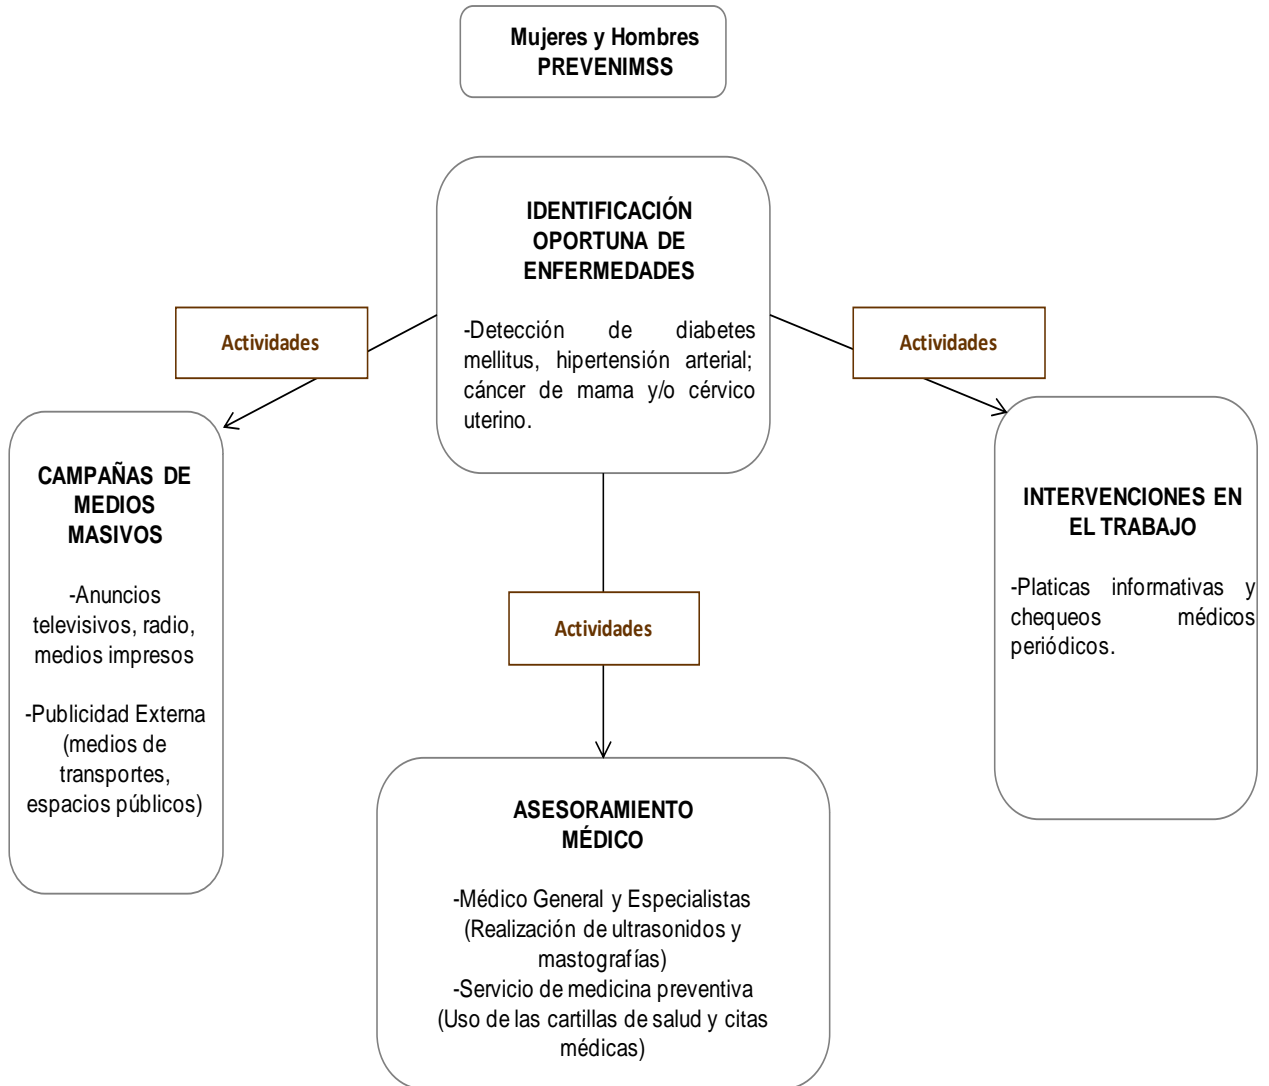 Mujeres y Hombres
PREVENIMSS
IDENTIFICACIÓN
OPORTUNA DE
ENFERMEDADES
-Detección de diabetes
mellitus, hipertensión arterial;
cáncer de mama y/o cérvico
uterino.
Actividades
Actividades
CAMPAÑAS DE
MEDIOS
MASIVOS
-Anuncios
televisivos, radio,
medios impresos
-Publicidad Externa
(medios de
transportes,
espacios públicos)
INTERVENCIONES EN
EL TRABAJO
-Platicas informativas y
chequeos médicos
periódicos.
Actividades
ASESORAMIENTO
MÉDICO
-Médico General y Especialistas
(Realización de ultrasonidos y
mastografías)
-Servicio de medicina preventiva
(Uso de las cartillas de salud y citas
médicas)